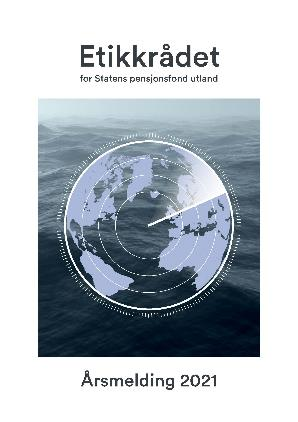 Etikkrådet
for Statens pensjonsfond utland
Årsmelding 2021